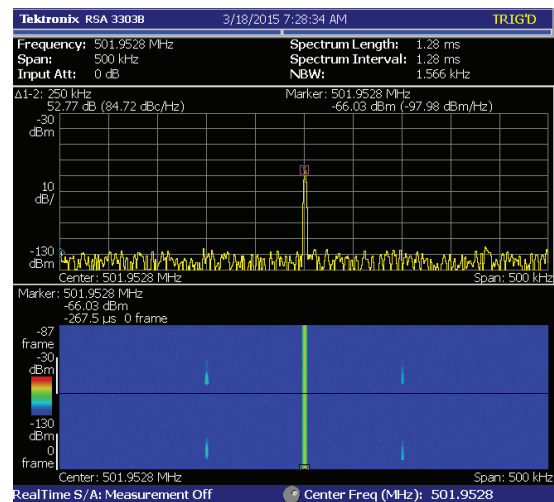 Tektronix RSA 3303B 3/18/2015 7:28:34 AM TRIG'D
Frequency: 501.9528 MHz Spectrum Length: 1.28 ms
Span: 500 kHz Spectrum Interval: 1.28 ms
Input Att: 0 dB NBW: 1.566 kHz
Δ1-2: 250 kHz Marker: 501.9528 MHz
52.77 dB (84.72 dBc/Hz) -66.03 dBm (-97.98 dBm/Hz)
-30
dBm
10
dB/
-130
dBm
Center: 501.9528 MHz Span: 500 kHz
Marker: 501.9528 MHz
-66.03 dBm
-267.5 µs 0 frame
-87
frame
-30
dBm
-130
dBm
0
frame
Center: 501.9528 MHz Span: 500 kHz
RealTime S/A: Measurement Off Center Freq (MHz): 501.9528